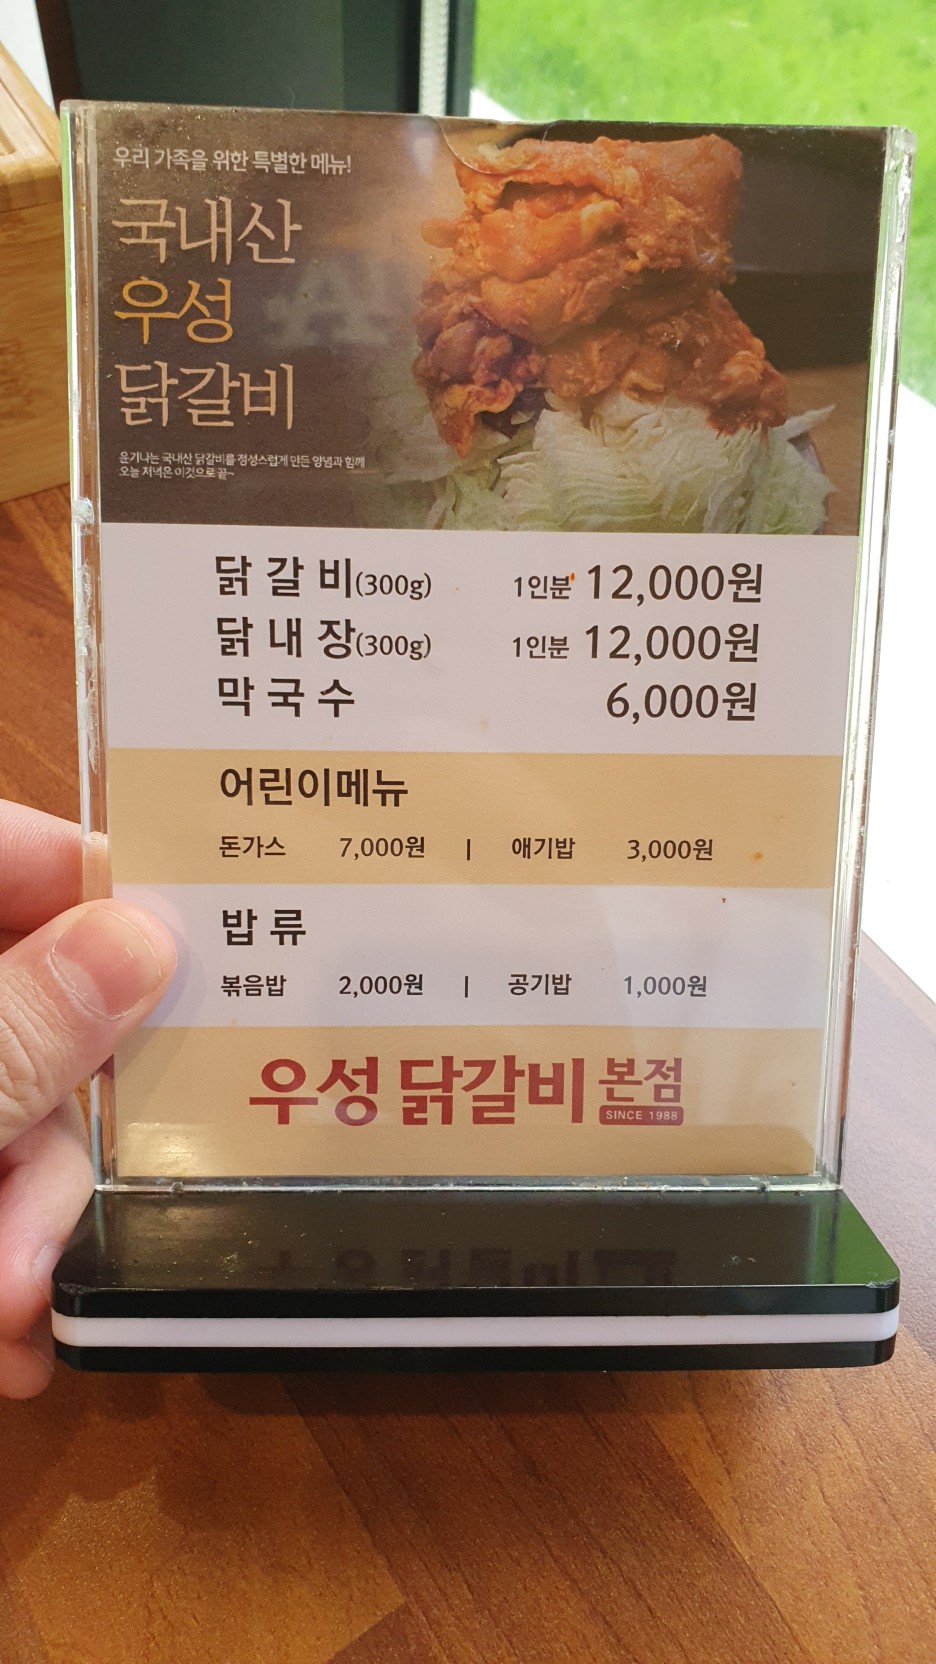 우리 가족을 위한 특별한 메뉴!
국내산
우성
닭갈비
윤기나는 국내산 닭갈비를 정성스럽게 만든 양념과 함께
오늘 저녁은 이것으로 끝~
닭 갈 비(300g) 1인분 12,000원
닭 내 장(300g) 1인분 12,000원
막 국 수 6,000원
어린이메뉴
돈가스 7,000원 | 애기밥 3,000원
밥 류
볶음밥 2,000원 | 공기밥 1,000원
우성 닭갈비 본점
SINCE 1988